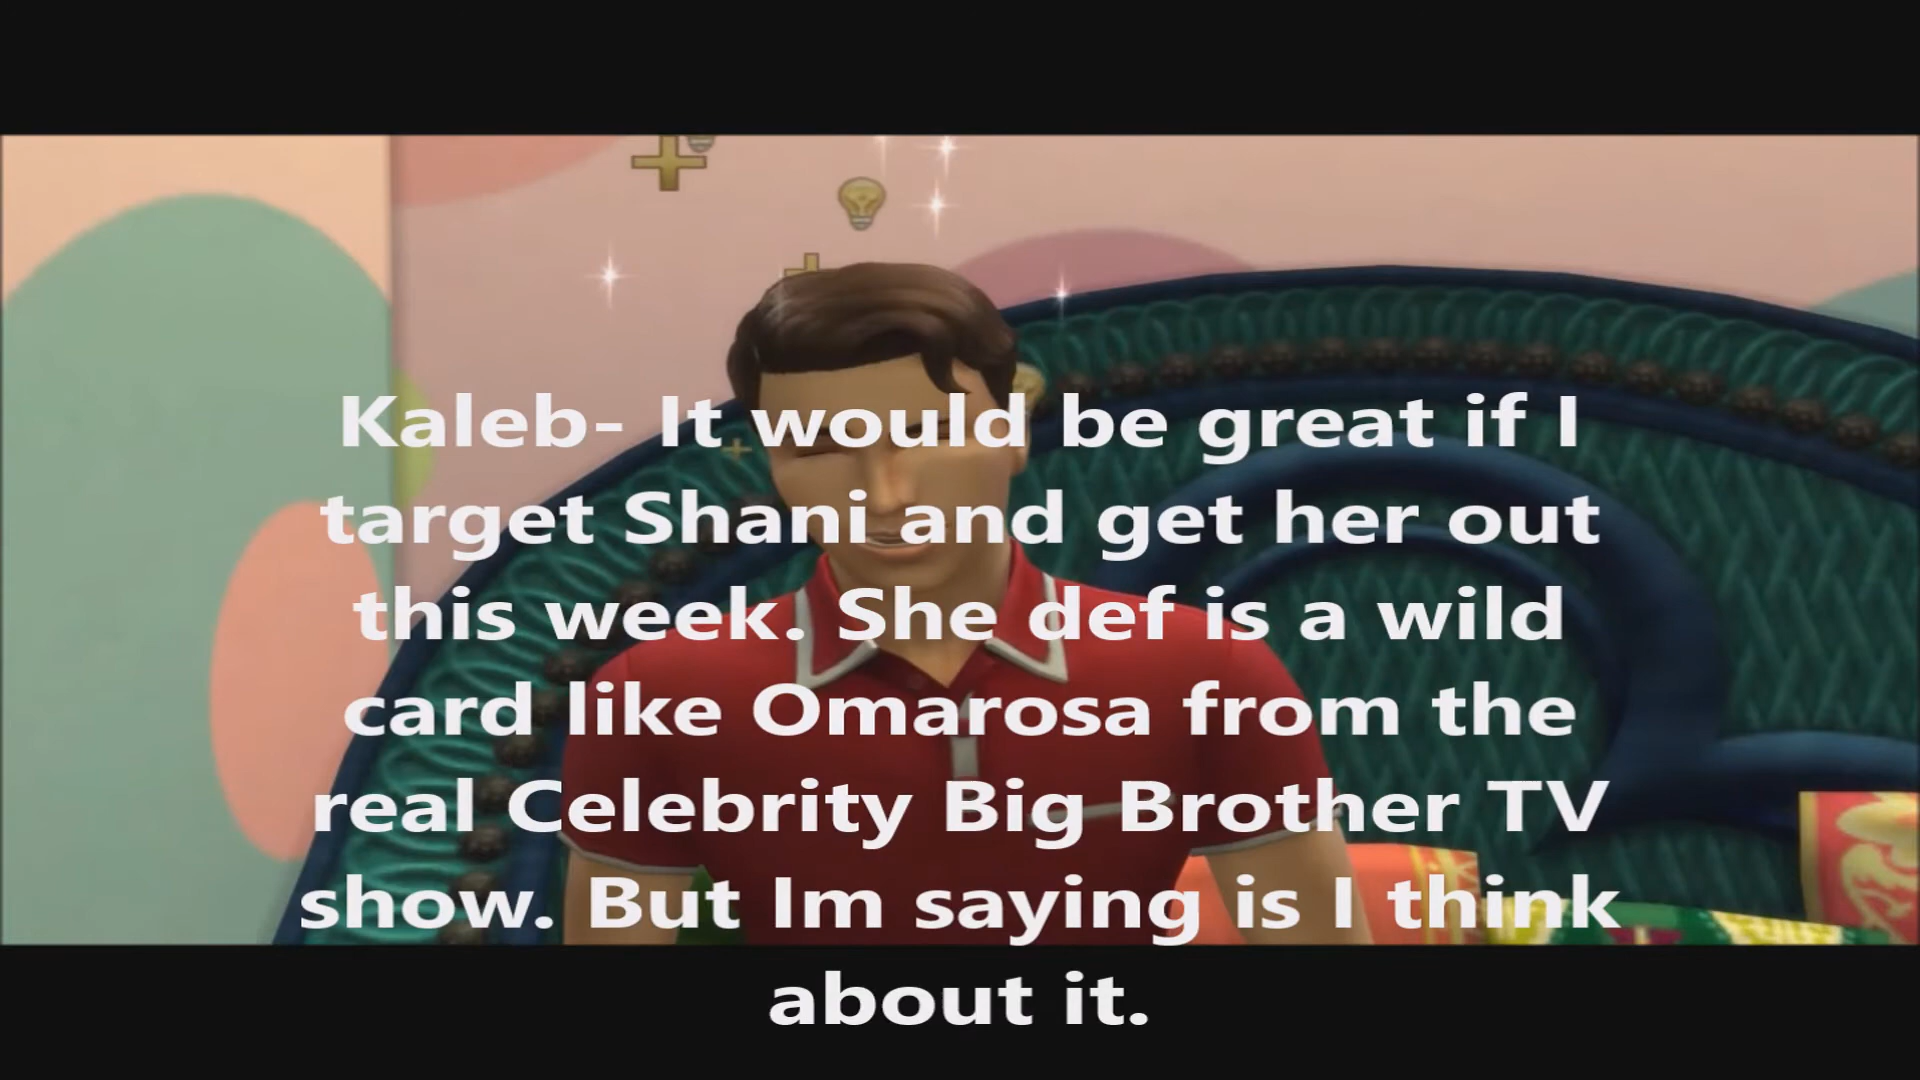 Kaleb- It would be great if I
target Shani and get her out
this week. She def is a wild
card like Omarosa from the
real Celebrity Big Brother TV
show. But Im saying is I think
about it.